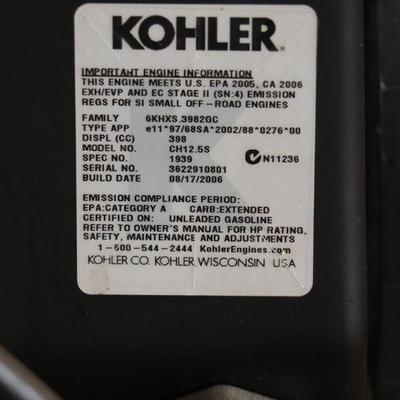 KOHLER.
IMPORTANT ENGINE INFORMATION
THIS ENGINE MEETS U.S. EPA 2005, CA 2006
EXH/EVP AND EC STAGE II (SN:4) EMISSION
REGS FOR SI SMALL OFF-ROAD ENGINES
FAMILY 6KHXS.3982GC
TYPE APP e11*97/68SA*2002/88*0276*00
DISPL (CC) 398
MODEL NO. CH12.5S
SPEC NO. 1939 N11236
SERIAL NO. 3622910801
BUILD DATE 08/17/2006
EMISSION COMPLIANCE PERIOD:
EPA:CATEGORY A CARB:EXTENDED
CERTIFIED ON: UNLEADED GASOLINE
REFER TO OWNER'S MANUAL FOR HP RATING,
SAFETY, MAINTENANCE AND ADJUSTMENTS
1-800-544-2444 KohlerEngines.com
KOHLER CO. KOHLER, WISCONSIN USA